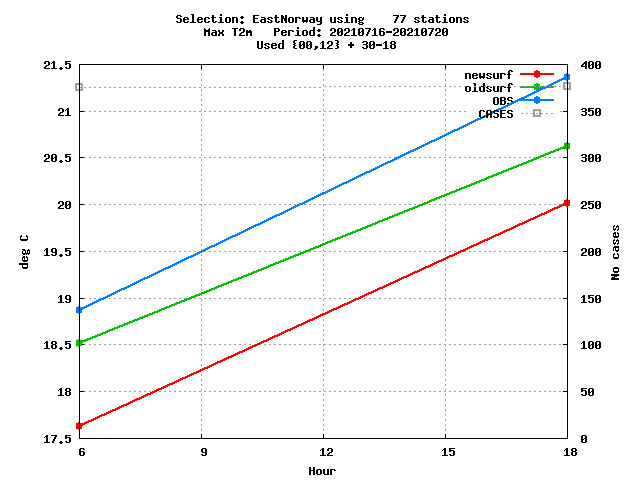 Selection: EastNorway using    77 stations
Max T2m   Period: 20210716-20210720
Used {00,12} + 30-18
newsurf
oldsurf
OBS
CASES
21.5
21
20.5
20
19.5
19
18.5
18
17.5
deg C
400
350
300
250
200
150
100
50
0
No cases
6 9 12 15 18
Hour